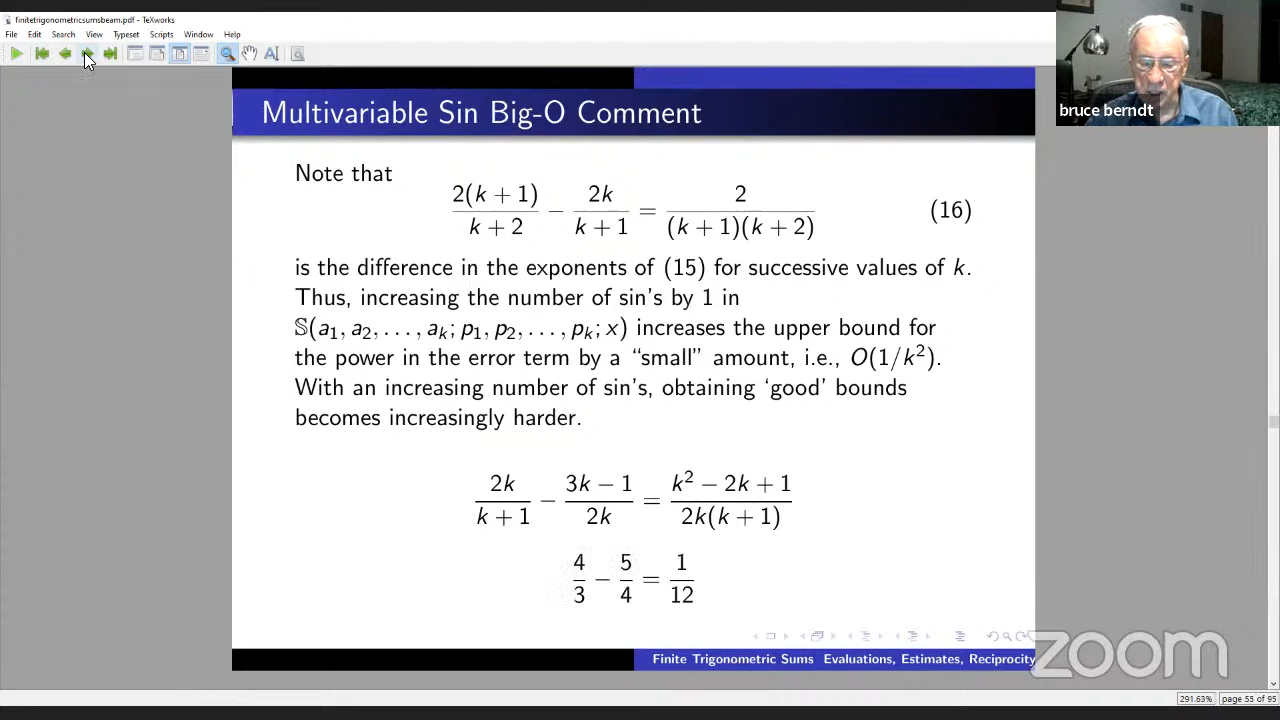 finitetrigonometricsumsbeam.pdf - TeXworks
File Edit Search View Typeset Scripts Window Help
bruce berndt
Multivariable Sin Big-O Comment
Note that
2(k + 1)/(k + 2) − 2k/(k + 1) = 2/((k + 1)(k + 2)) (16)
is the difference in the exponents of (15) for successive values of k.
Thus, increasing the number of sin's by 1 in
𝕊(a₁, a₂, . . . , aₖ; p₁, p₂, . . . , pₖ; x) increases the upper bound for
the power in the error term by a “small” amount, i.e., O(1/k²).
With an increasing number of sin's, obtaining ‘good’ bounds
becomes increasingly harder.
2k/(k + 1) − (3k − 1)/2k = (k² − 2k + 1)/(2k(k + 1))
4/3 − 5/4 = 1/12
Finite Trigonometric Sums Evaluations, Estimates, Reciprocity
zoom
291.63% page 55 of 95